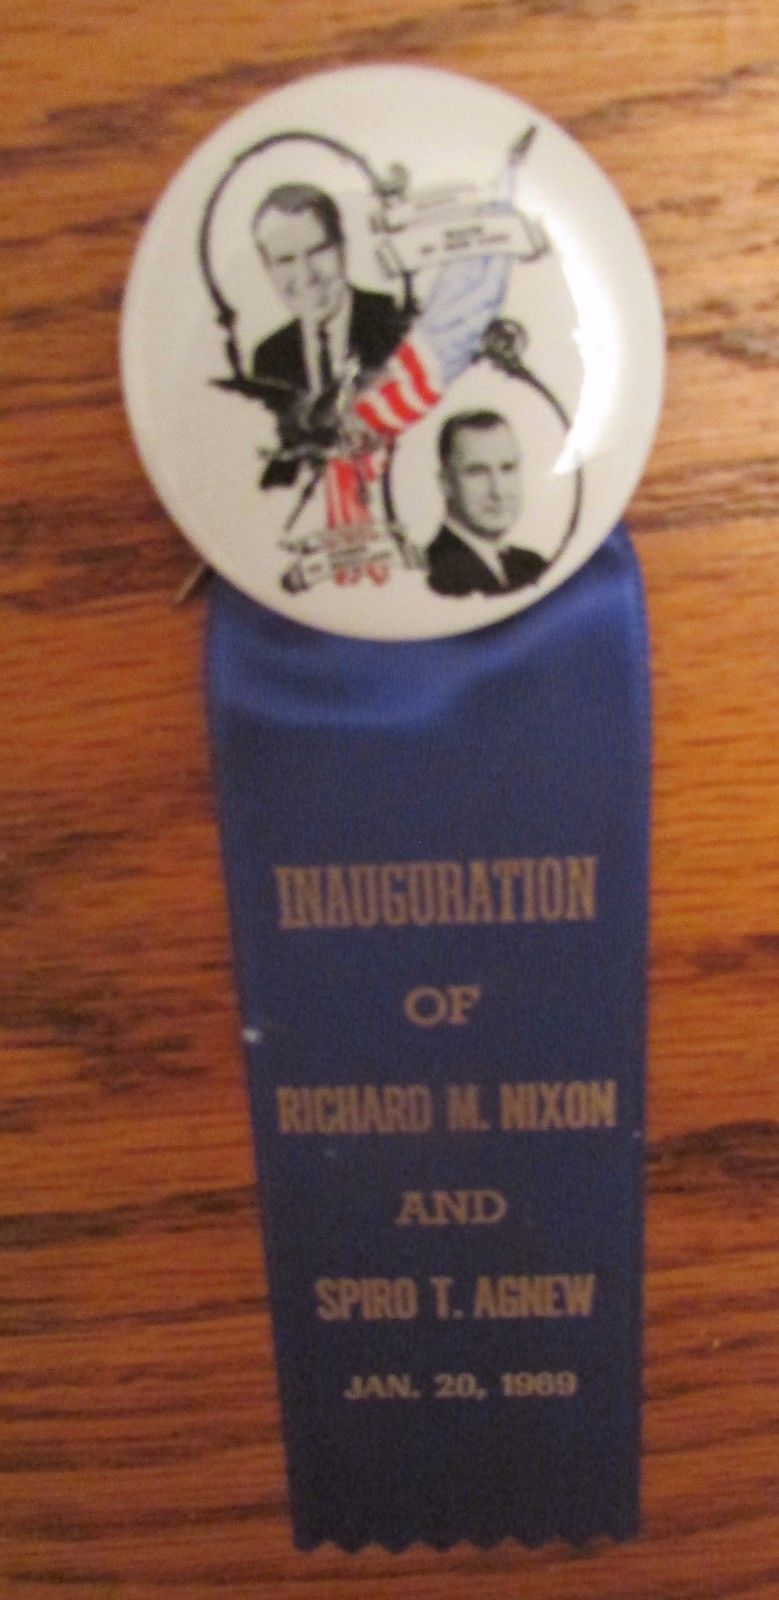 INAUGURATION
OF
RICHARD M. NIXON
AND
SPIRO T. AGNEW
JAN. 20, 1969